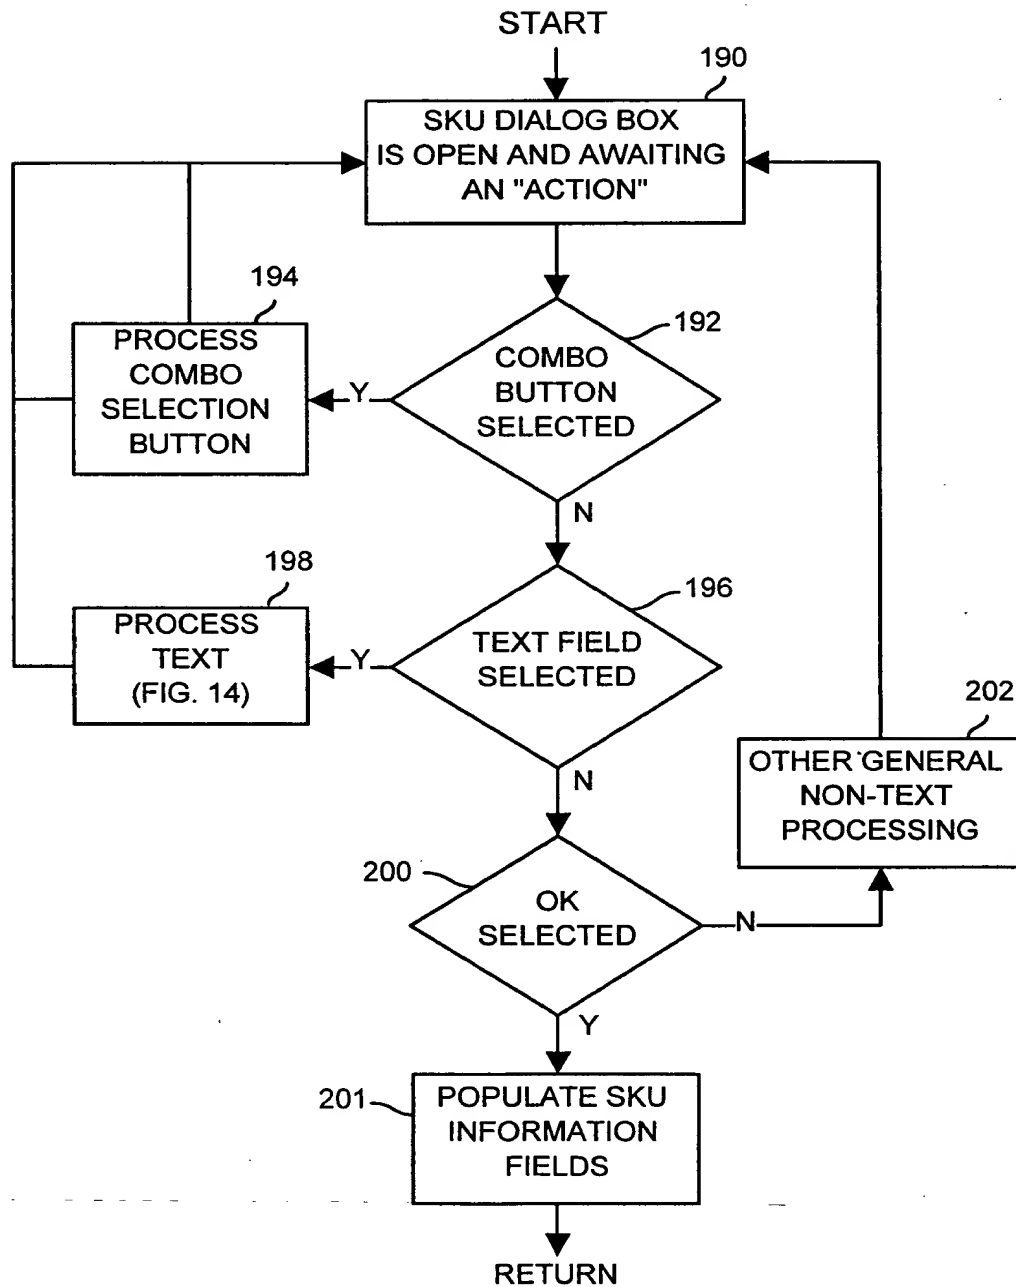 START
190
SKU DIALOG BOX
IS OPEN AND AWAITING
AN "ACTION"
194
192
PROCESS
COMBO
SELECTION
BUTTON
Y
COMBO
BUTTON
SELECTED
N
198
196
PROCESS
TEXT
(FIG. 14)
Y
TEXT FIELD
SELECTED
N
202
OTHER GENERAL
NON-TEXT
PROCESSING
200
OK
SELECTED
N
Y
201
POPULATE SKU
INFORMATION
FIELDS
RETURN